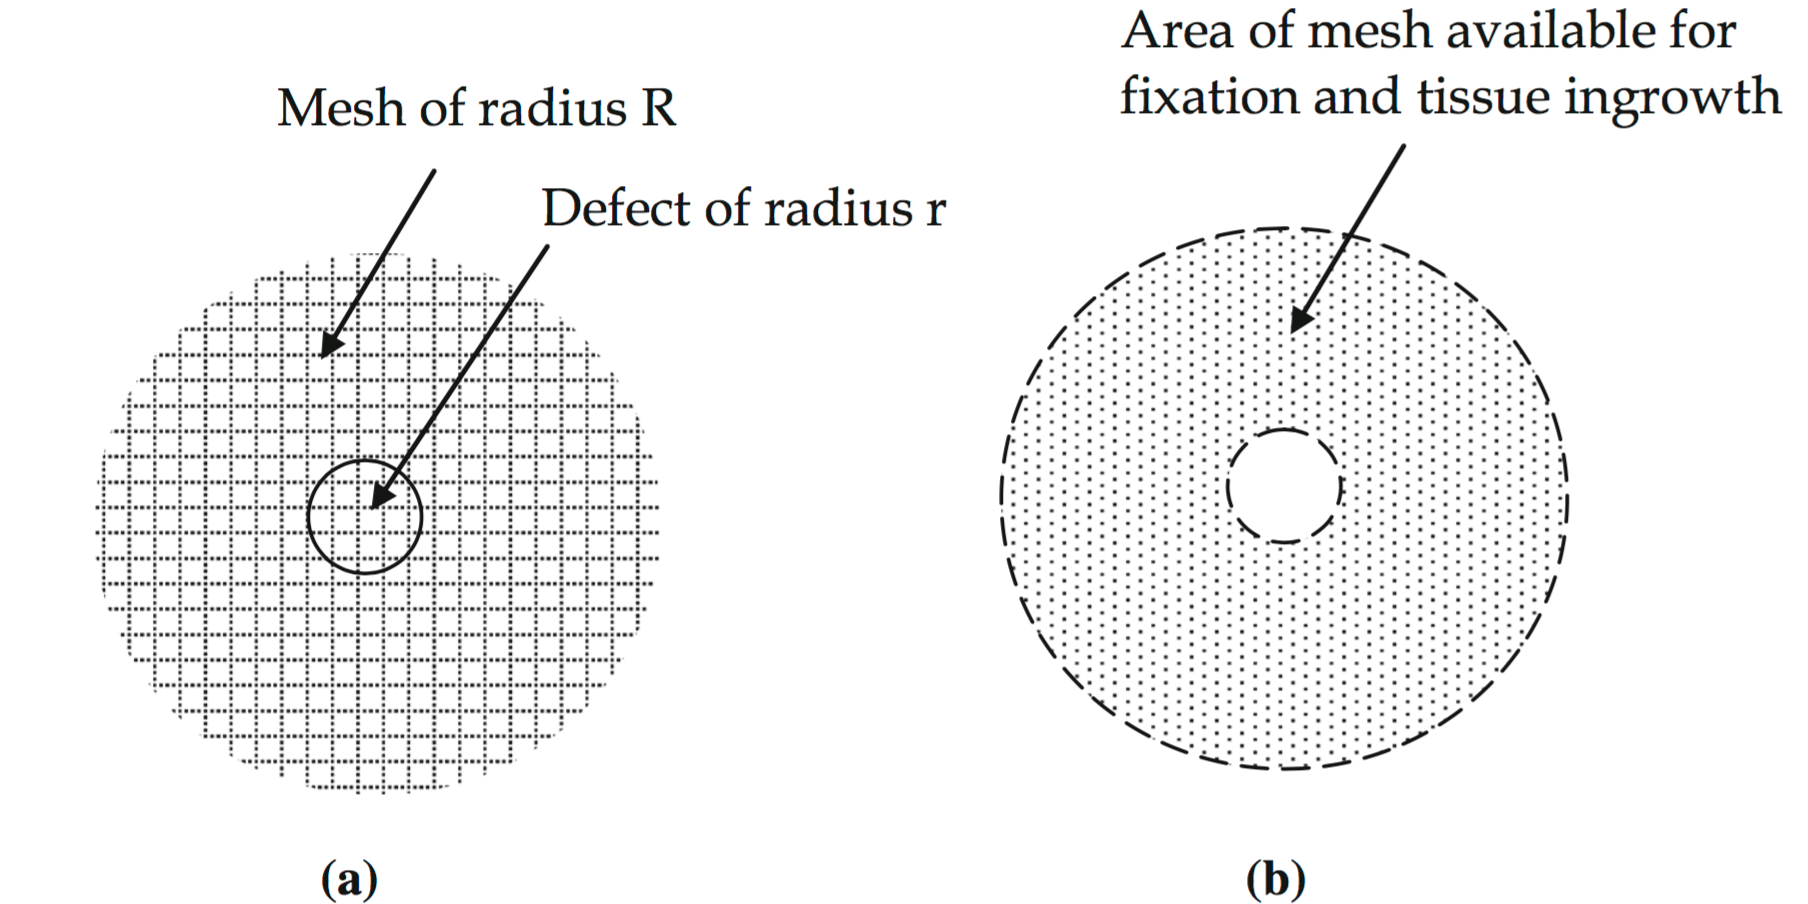 Mesh of radius R
Defect of radius r
(a)
Area of mesh available for
fixation and tissue ingrowth
(b)